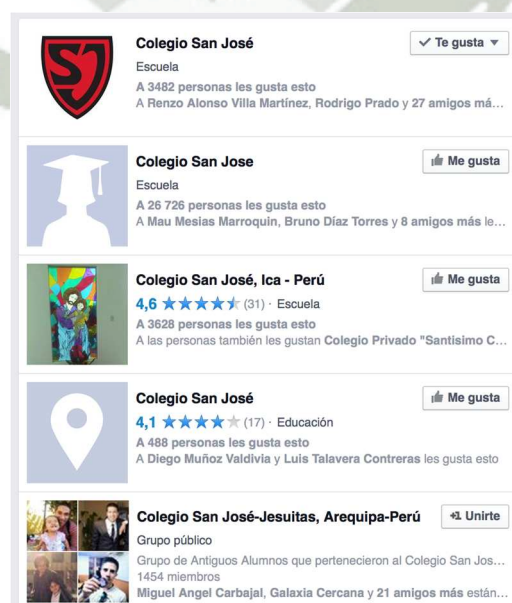 SJ
Colegio San José
Te gusta
Escuela
A 3482 personas les gusta esto
A Renzo Alonso Villa Martínez, Rodrigo Prado y 27 amigos má...
Colegio San Jose
Me gusta
Escuela
A 26 726 personas les gusta esto
A Mau Mesias Marroquin, Bruno Díaz Torres y 8 amigos más le...
Colegio San José, Ica - Perú
Me gusta
4,6 ★★★★★ (31) · Escuela
A 3628 personas les gusta esto
A las personas también les gustan Colegio Privado "Santisimo C...
Colegio San José
Me gusta
4,1 ★★★★★ (17) · Educación
A 488 personas les gusta esto
A Diego Muñoz Valdivia y Luis Talavera Contreras les gusta esto
Colegio San José-Jesuitas, Arequipa-Perú
+1 Unirte
Grupo público
Grupo de Antiguos Alumnos que pertenecieron al Colegio San Jos...
1454 miembros
Miguel Angel Carbajal, Galaxia Cercana y 21 amigos más están...